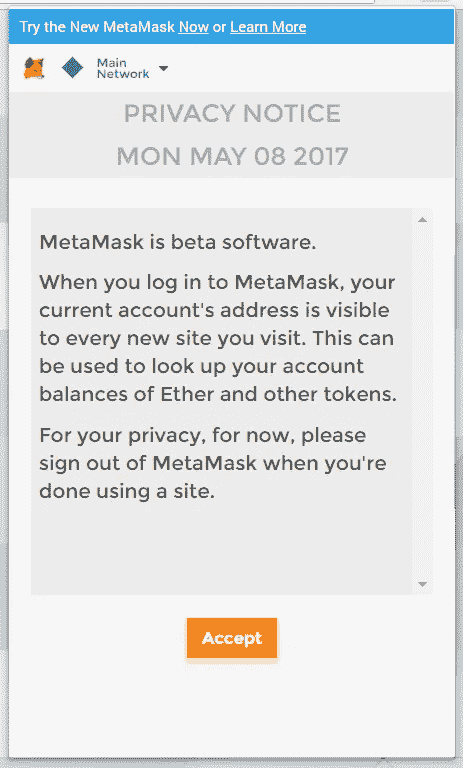 Try the New MetaMask Now or Learn More
Main
Network
PRIVACY NOTICE
MON MAY 08 2017
MetaMask is beta software.
When you log in to MetaMask, your
current account's address is visible
to every new site you visit. This can
be used to look up your account
balances of Ether and other tokens.
For your privacy, for now, please
sign out of MetaMask when you're
done using a site.
Accept